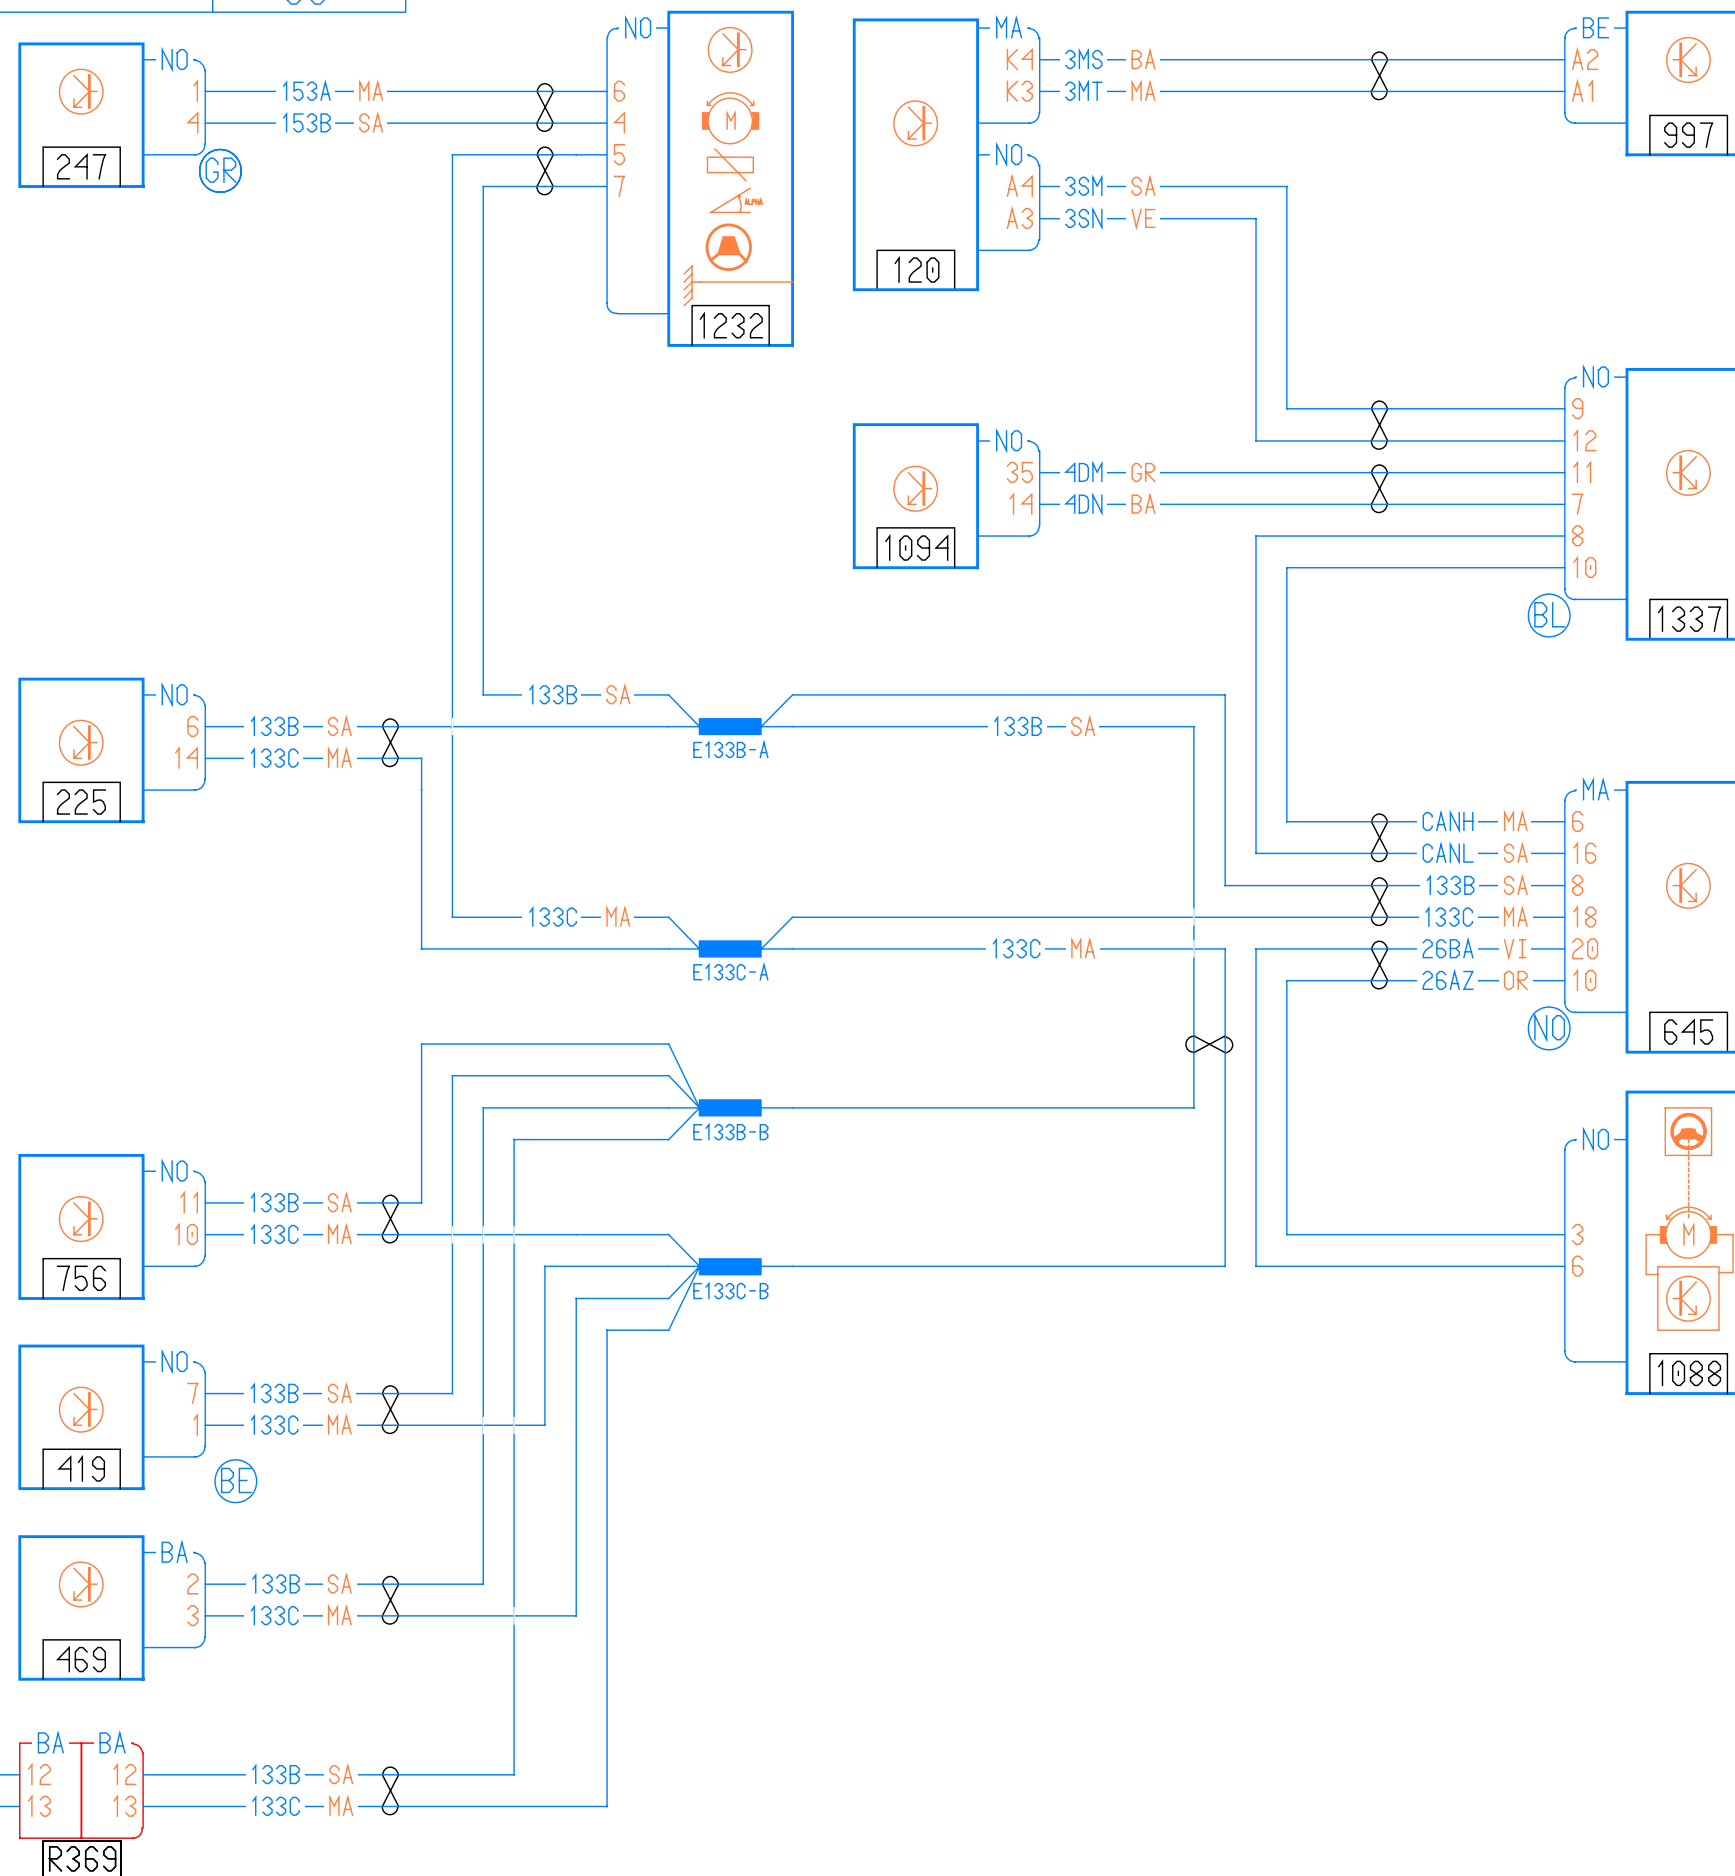 NO
1 153A MA
4 153B SA
247
GR
NO
6
4
5
7
M
ALPHA
1232
MA
K4 3MS BA
K3 3MT MA
NO
A4 3SM SA
A3 3SN VE
120
BE
A2
A1
997
NO
9
12
11
7
8
10
BL
1337
NO
35 4DM GR
14 4DN BA
1094
NO
6 133B SA
14 133C MA
225
133B SA
E133B-A
133B SA
133C MA
E133C-A
133C MA
MA
CANH MA 6
CANL SA 16
133B SA 8
133C MA 18
26BA VI 20
26AZ OR 10
NO
645
E133B-B
E133C-B
NO
11 133B SA
10 133C MA
756
NO
3
6
M
1088
NO
7 133B SA
1 133C MA
419
BE
BA
2 133B SA
3 133C MA
469
BA BA
12 12 133B SA
13 13 133C MA
R369